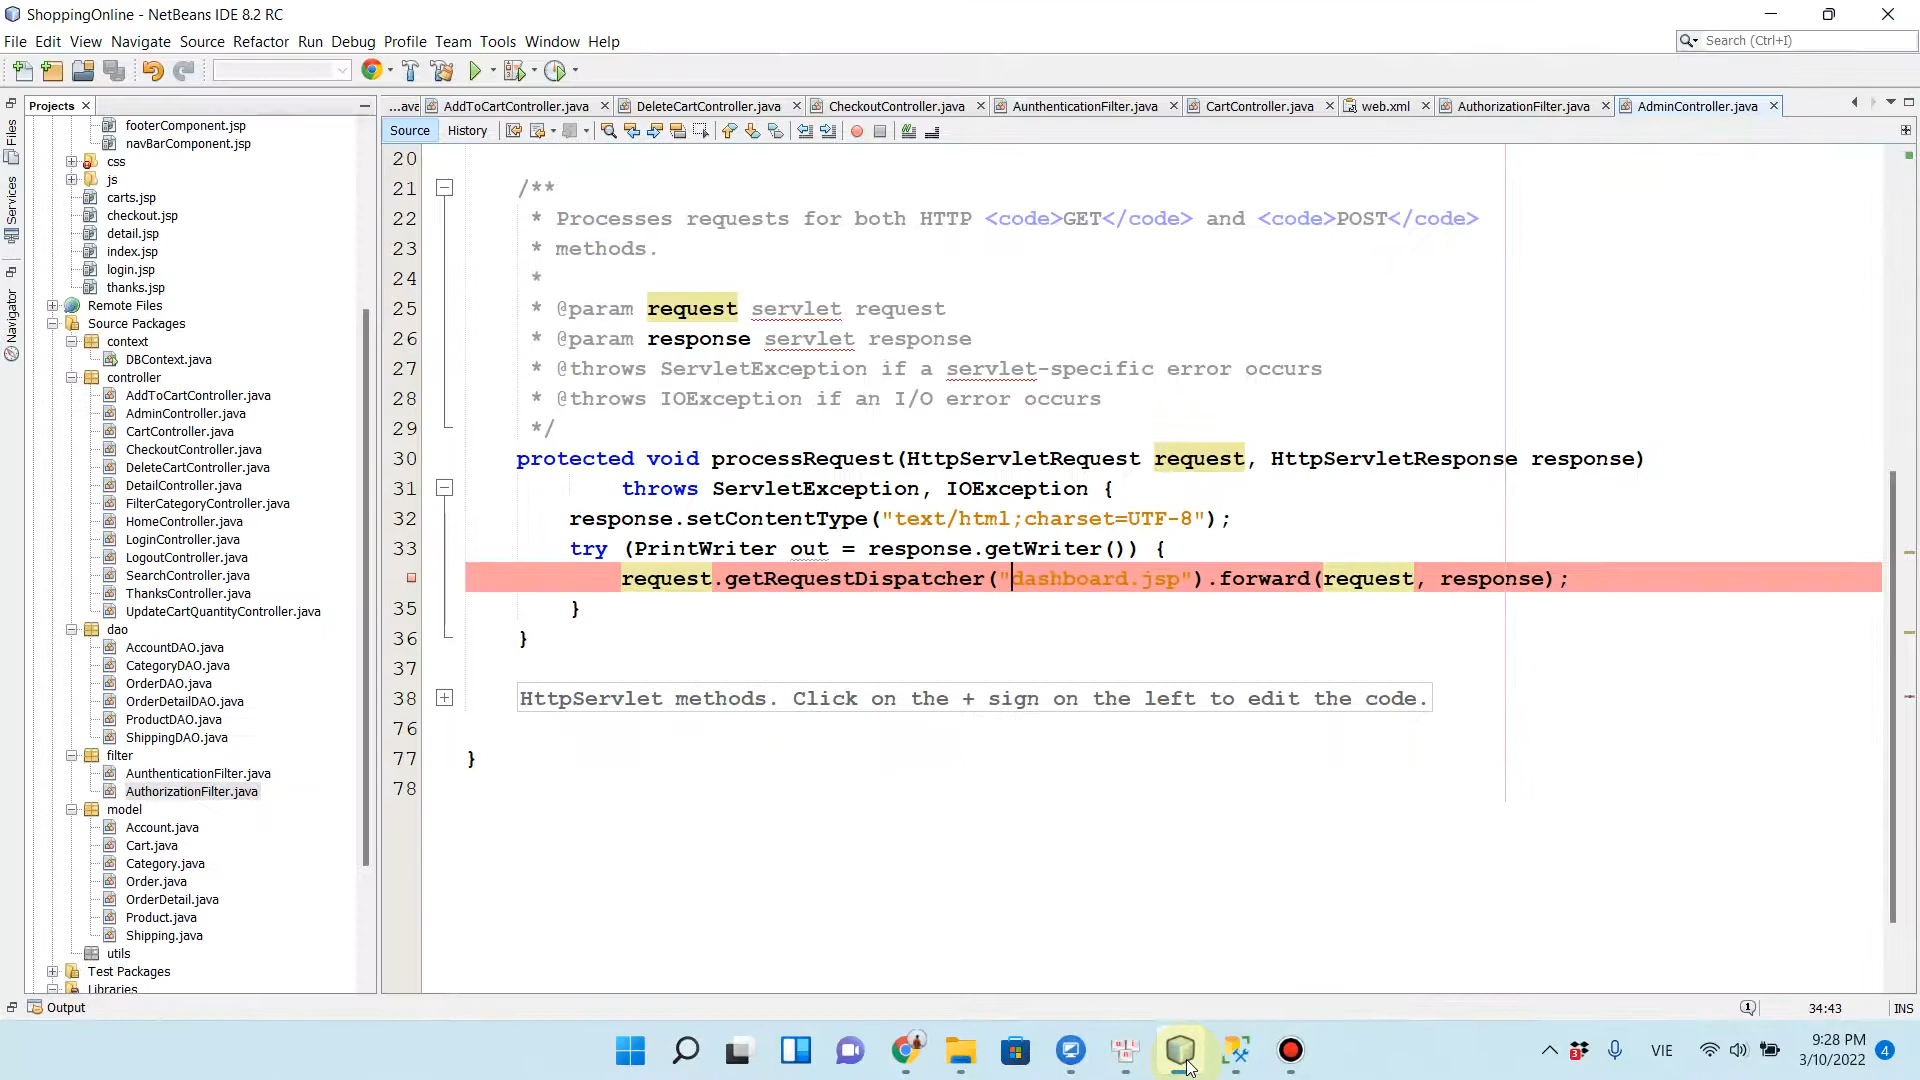 ShoppingOnline - NetBeans IDE 8.2 RC
File Edit View Navigate Source Refactor Run Debug Profile Team Tools Window Help
Search (Ctrl+I)
Projects
...ava AddToCartController.java DeleteCartController.java CheckoutController.java AunthenticationFilter.java CartController.java web.xml AuthorizationFilter.java AdminController.java
Source History
Files
Services
Navigator
footerComponent.jsp
navBarComponent.jsp
css
js
carts.jsp
checkout.jsp
detail.jsp
index.jsp
login.jsp
thanks.jsp
Remote Files
Source Packages
context
DBContext.java
controller
AddToCartController.java
AdminController.java
CartController.java
CheckoutController.java
DeleteCartController.java
DetailController.java
FilterCategoryController.java
HomeController.java
LoginController.java
LogoutController.java
SearchController.java
ThanksController.java
UpdateCartQuantityController.java
dao
AccountDAO.java
CategoryDAO.java
OrderDAO.java
OrderDetailDAO.java
ProductDAO.java
ShippingDAO.java
filter
AunthenticationFilter.java
AuthorizationFilter.java
model
Account.java
Cart.java
Category.java
Order.java
OrderDetail.java
Product.java
Shipping.java
utils
Test Packages
Libraries
20
21 /**
22 * Processes requests for both HTTP <code>GET</code> and <code>POST</code>
23 * methods.
24 *
25 * @param request servlet request
26 * @param response servlet response
27 * @throws ServletException if a servlet-specific error occurs
28 * @throws IOException if an I/O error occurs
29 */
30 protected void processRequest(HttpServletRequest request, HttpServletResponse response)
31 throws ServletException, IOException {
32 response.setContentType("text/html;charset=UTF-8");
33 try (PrintWriter out = response.getWriter()) {
request.getRequestDispatcher("dashboard.jsp").forward(request, response);
35 }
36 }
37
38 HttpServlet methods. Click on the + sign on the left to edit the code.
76
77 }
78
Output
1
34:43
INS
3
VIE
9:28 PM
3/10/2022
4